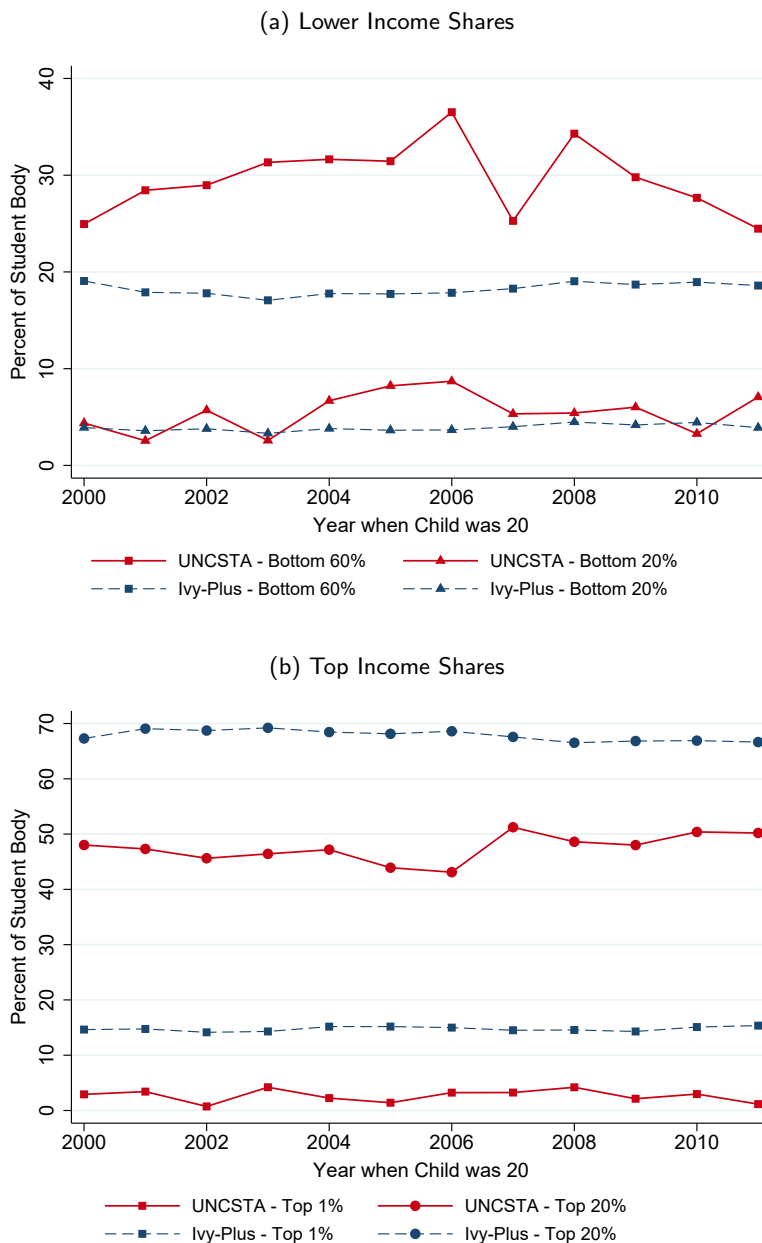 (a) Lower Income Shares
Percent of Student Body
40
30
20
10
0
2000 2002 2004 2006 2008 2010
Year when Child was 20
UNCSTA - Bottom 60% UNCSTA - Bottom 20%
Ivy-Plus - Bottom 60% Ivy-Plus - Bottom 20%
(b) Top Income Shares
Percent of Student Body
70
60
50
40
30
20
10
0
2000 2002 2004 2006 2008 2010
Year when Child was 20
UNCSTA - Top 1% UNCSTA - Top 20%
Ivy-Plus - Top 1% Ivy-Plus - Top 20%